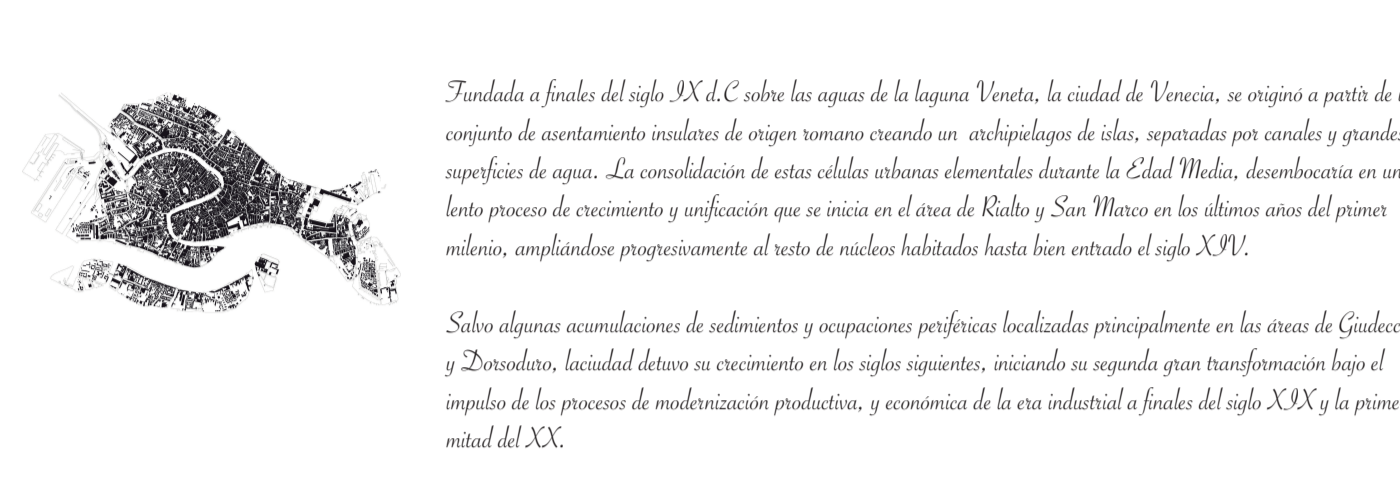 Fundada a finales del siglo IX d.C sobre las aguas de la laguna Veneta, la ciudad de Venecia, se originó a partir de
conjunto de asentamiento insulares de origen romano creando un archipielagos de islas, separadas por canales y grandes
superficies de agua. La consolidación de estas células urbanas elementales durante la Edad Media, desembocaría en un
lento proceso de crecimiento y unificación que se inicia en el área de Rialto y San Marco en los últimos años del primer
milenio, ampliándose progresivamente al resto de núcleos habitados hasta bien entrado el siglo XIV.
Salvo algunas acumulaciones de sedimientos y ocupaciones periféricas localizadas principalmente en las áreas de Giudecc
y Dorsoduro, laciudad detuvo su crecimiento en los siglos siguientes, iniciando su segunda gran transformación bajo el
impulso de los procesos de modernización productiva, y económica de la era industrial a finales del siglo XIX y la prime
mitad del XX.